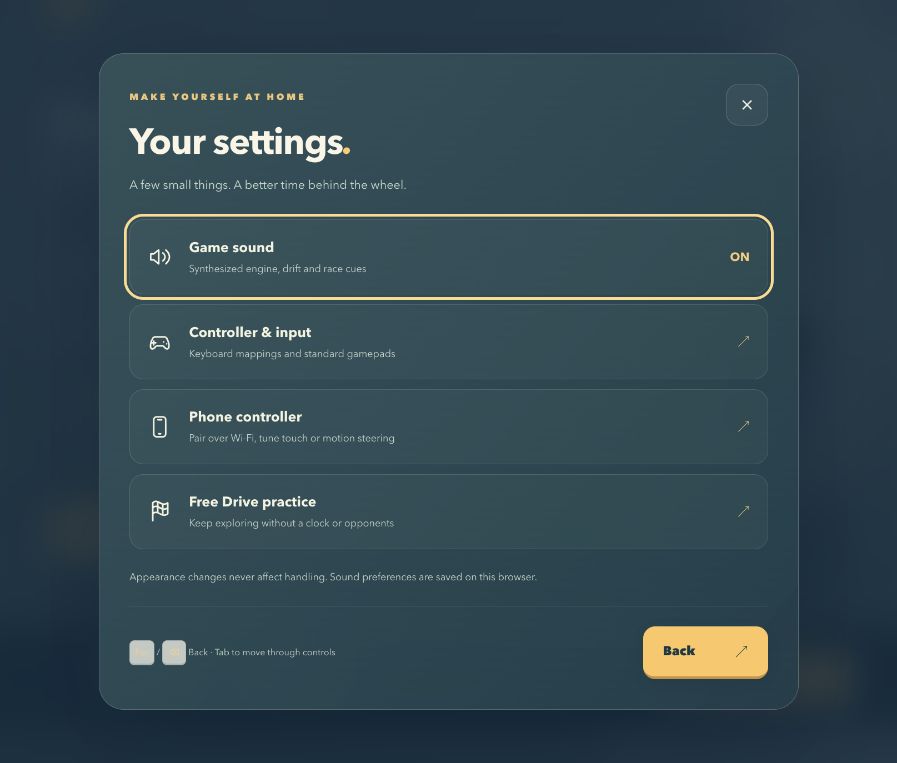 MAKE YOURSELF AT HOME
Your settings.
A few small things. A better time behind the wheel.
Game sound
Synthesized engine, drift and race cues
ON
Controller & input
Keyboard mappings and standard gamepads
Phone controller
Pair over Wi-Fi, tune touch or motion steering
Free Drive practice
Keep exploring without a clock or opponents
Appearance changes never affect handling. Sound preferences are saved on this browser.
/ Back · Tab to move through controls
Back